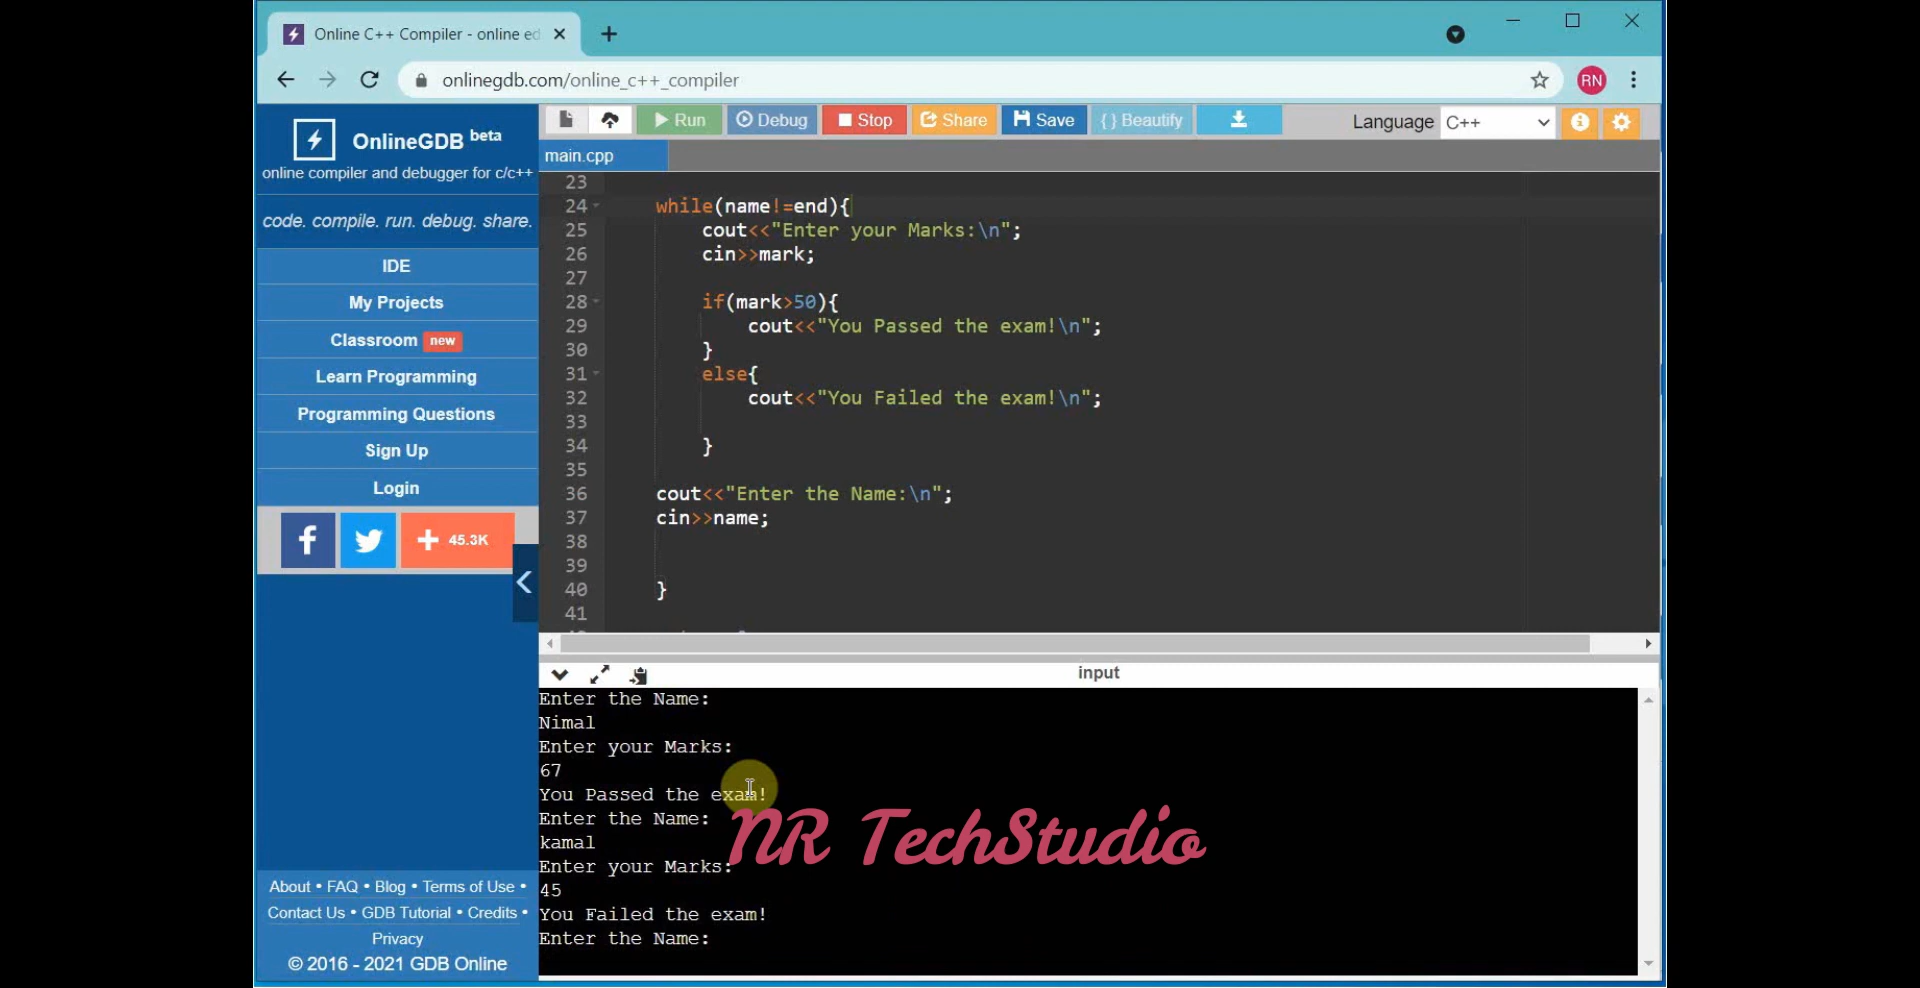 Online C++ Compiler - online ed
onlinegdb.com/online_c++_compiler
RN
OnlineGDB beta
online compiler and debugger for c/c++
code. compile. run. debug. share.
IDE
My Projects
Classroom new
Learn Programming
Programming Questions
Sign Up
Login
45.3K
About • FAQ • Blog • Terms of Use •
Contact Us • GDB Tutorial • Credits •
Privacy
© 2016 - 2021 GDB Online
Run Debug Stop Share Save { } Beautify Language C++
main.cpp
23
24 while(name!=end){
25 cout<<"Enter your Marks:\n";
26 cin>>mark;
27
28 if(mark>50){
29 cout<<"You Passed the exam!\n";
30 }
31 else{
32 cout<<"You Failed the exam!\n";
33
34 }
35
36 cout<<"Enter the Name:\n";
37 cin>>name;
38
39
40 }
41
input
Enter the Name:
Nimal
Enter your Marks:
67
You Passed the exam!
Enter the Name:
kamal
Enter your Marks:
45
You Failed the exam!
Enter the Name:
NR TechStudio